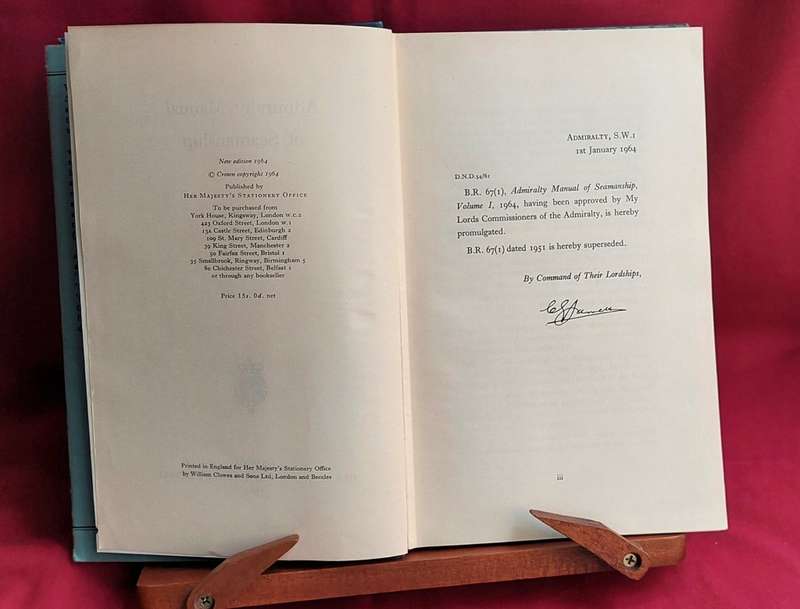 New edition 1964
© Crown copyright 1964
Published by
HER MAJESTY'S STATIONERY OFFICE
To be purchased from
York House, Kingsway, London W.C.2
423 Oxford Street, London W.1
13A Castle Street, Edinburgh 2
109 St. Mary Street, Cardiff
39 King Street, Manchester 2
50 Fairfax Street, Bristol 1
35 Smallbrook, Ringway, Birmingham 5
80 Chichester Street, Belfast 1
or through any bookseller
Price 15s. 0d. net
Printed in England for Her Majesty's Stationery Office
by William Clowes and Sons Ltd, London and Beccles
ADMIRALTY, S.W.1
1st January 1964
D.N.D.54/61
B.R. 67(1), Admiralty Manual of Seamanship,
Volume I, 1964, having been approved by My
Lords Commissioners of the Admiralty, is hereby
promulgated.
B.R. 67(1) dated 1951 is hereby superseded.
By Command of Their Lordships,
iii